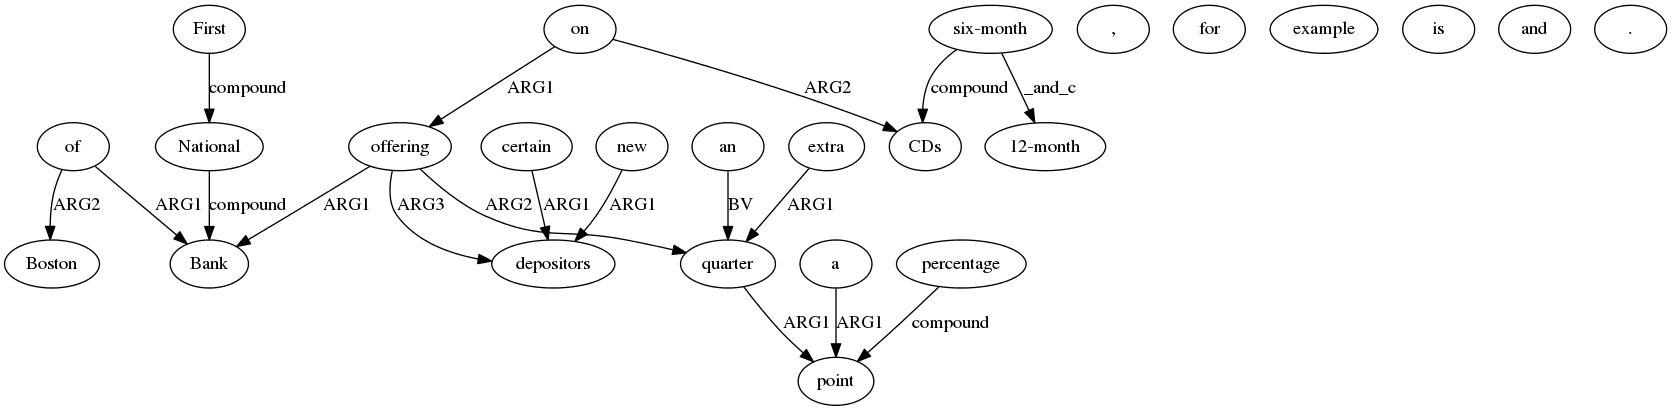 First on six-month , for example is and .
compound ARG1 ARG2 compound _and_c
of National offering certain new an extra CDs 12-month
ARG2 ARG1 compound ARG1 ARG3 ARG2 ARG1 ARG1 BV ARG1
Boston Bank depositors quarter a percentage
ARG1 ARG1 compound
point